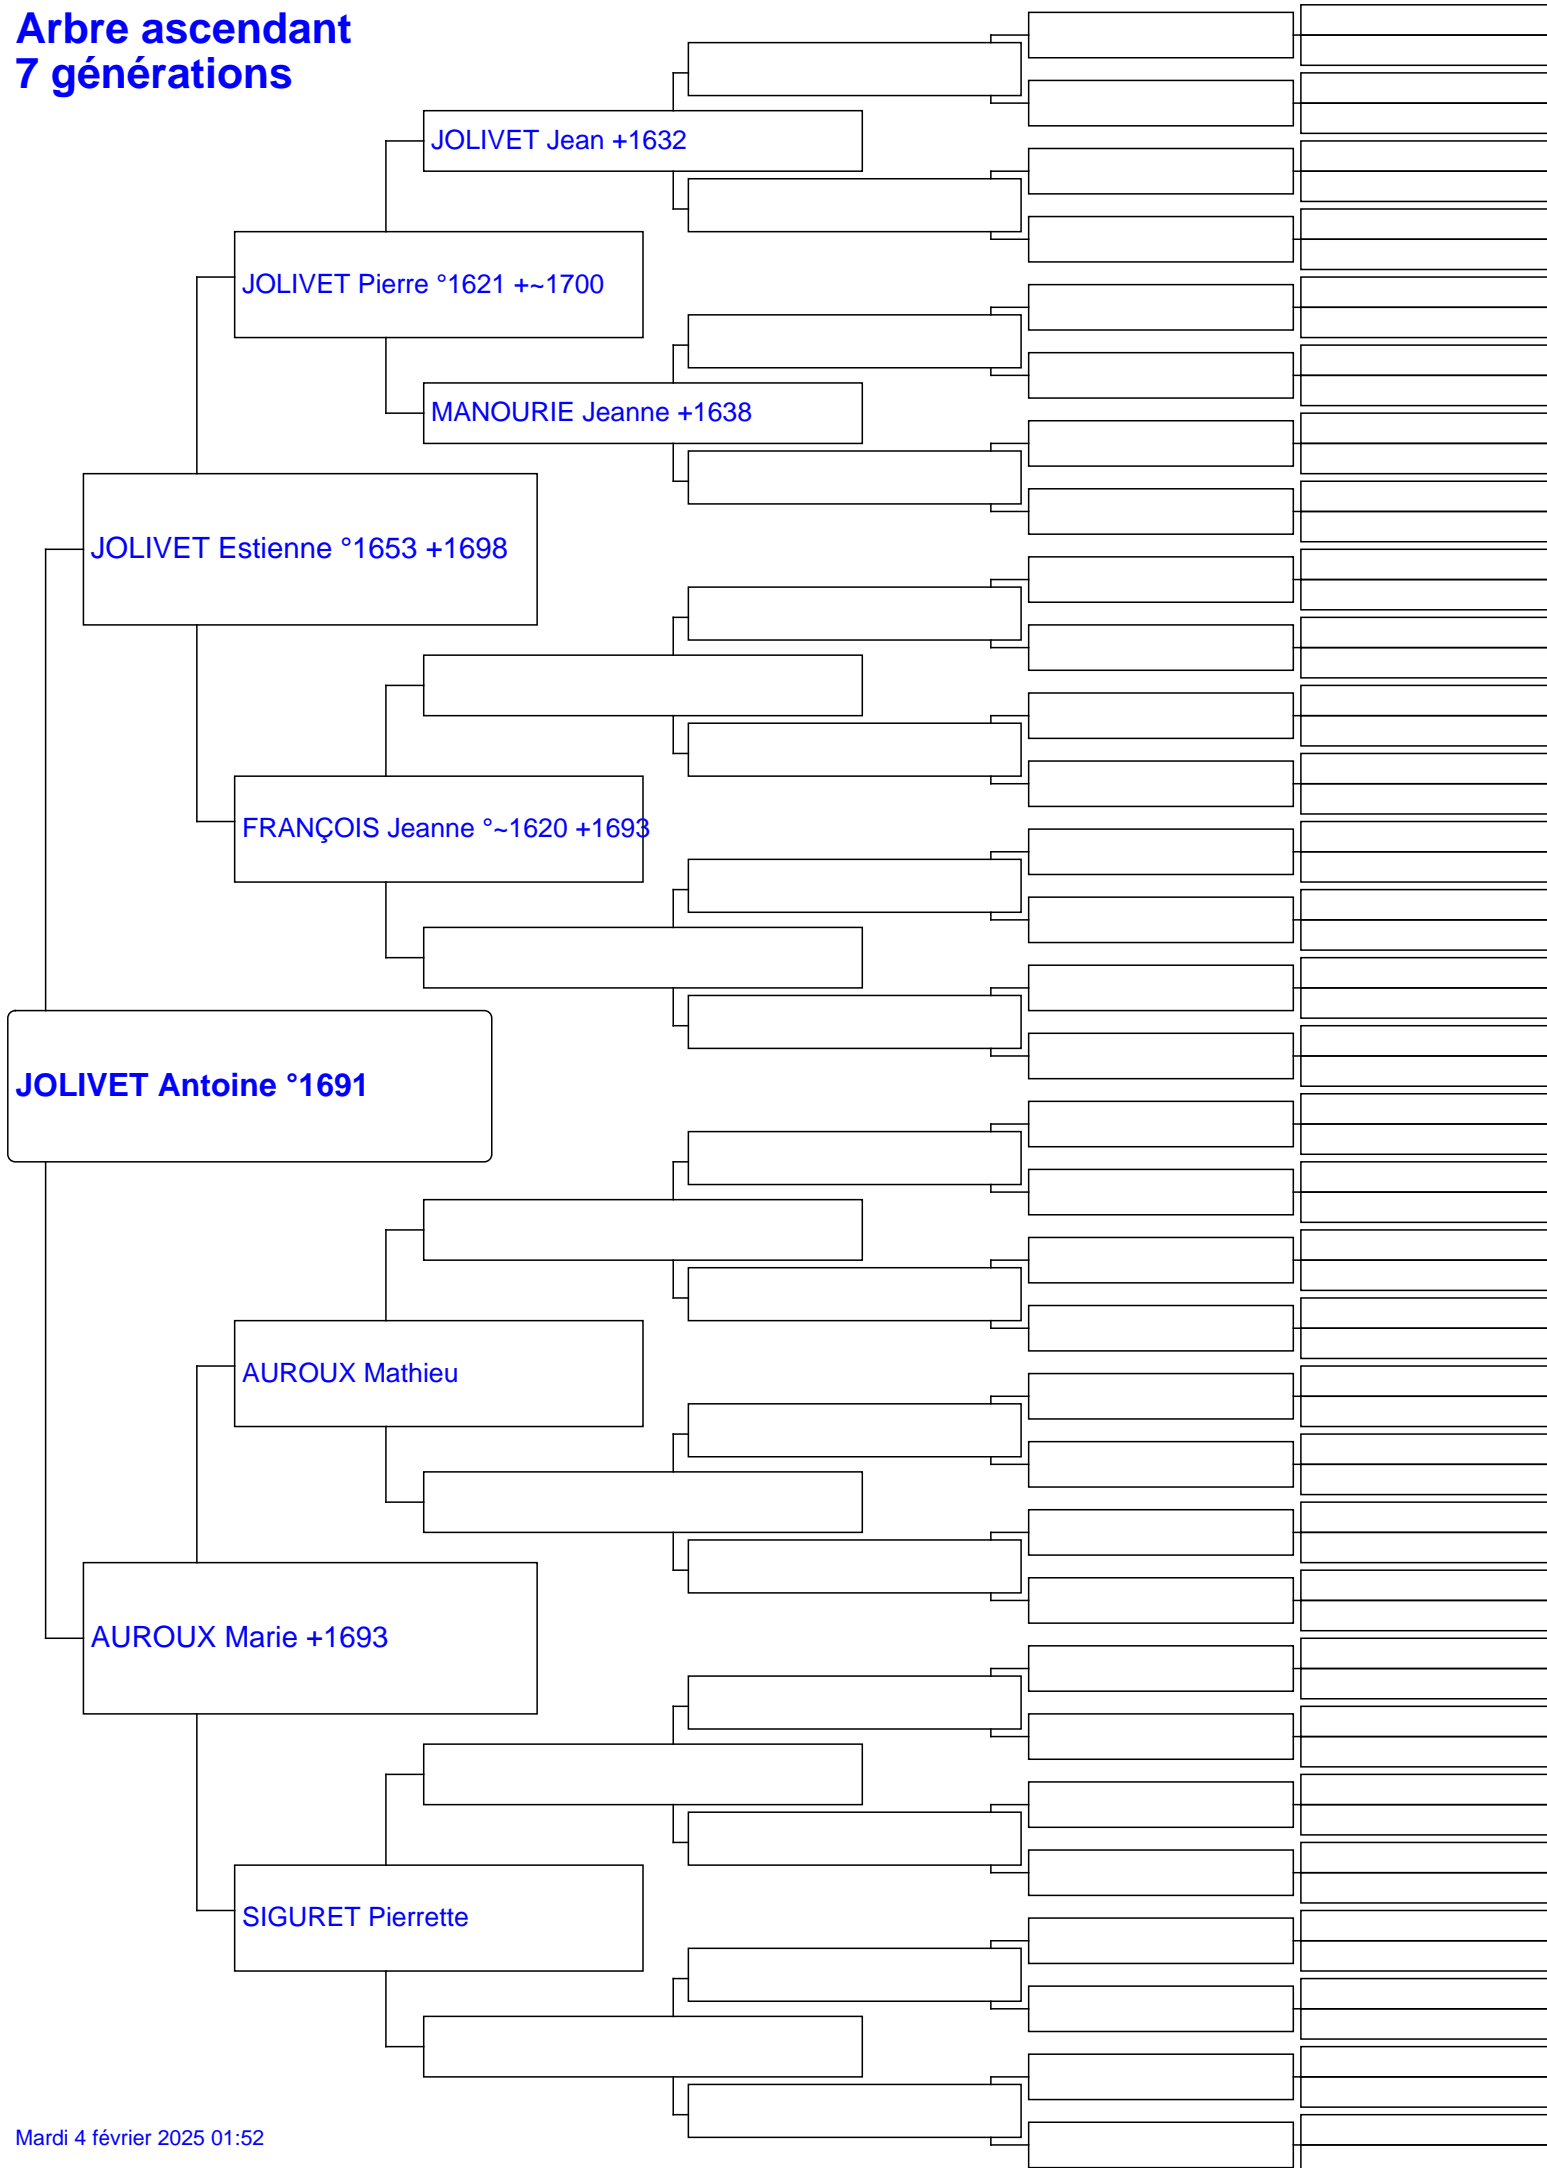 Arbre ascendant
7 générations
JOLIVET Jean +1632
JOLIVET Pierre °1621 +~1700
MANOURIE Jeanne +1638
JOLIVET Estienne °1653 +1698
FRANÇOIS Jeanne °~1620 +1693
JOLIVET Antoine °1691
AUROUX Mathieu
AUROUX Marie +1693
SIGURET Pierrette
Mardi 4 février 2025 01:52